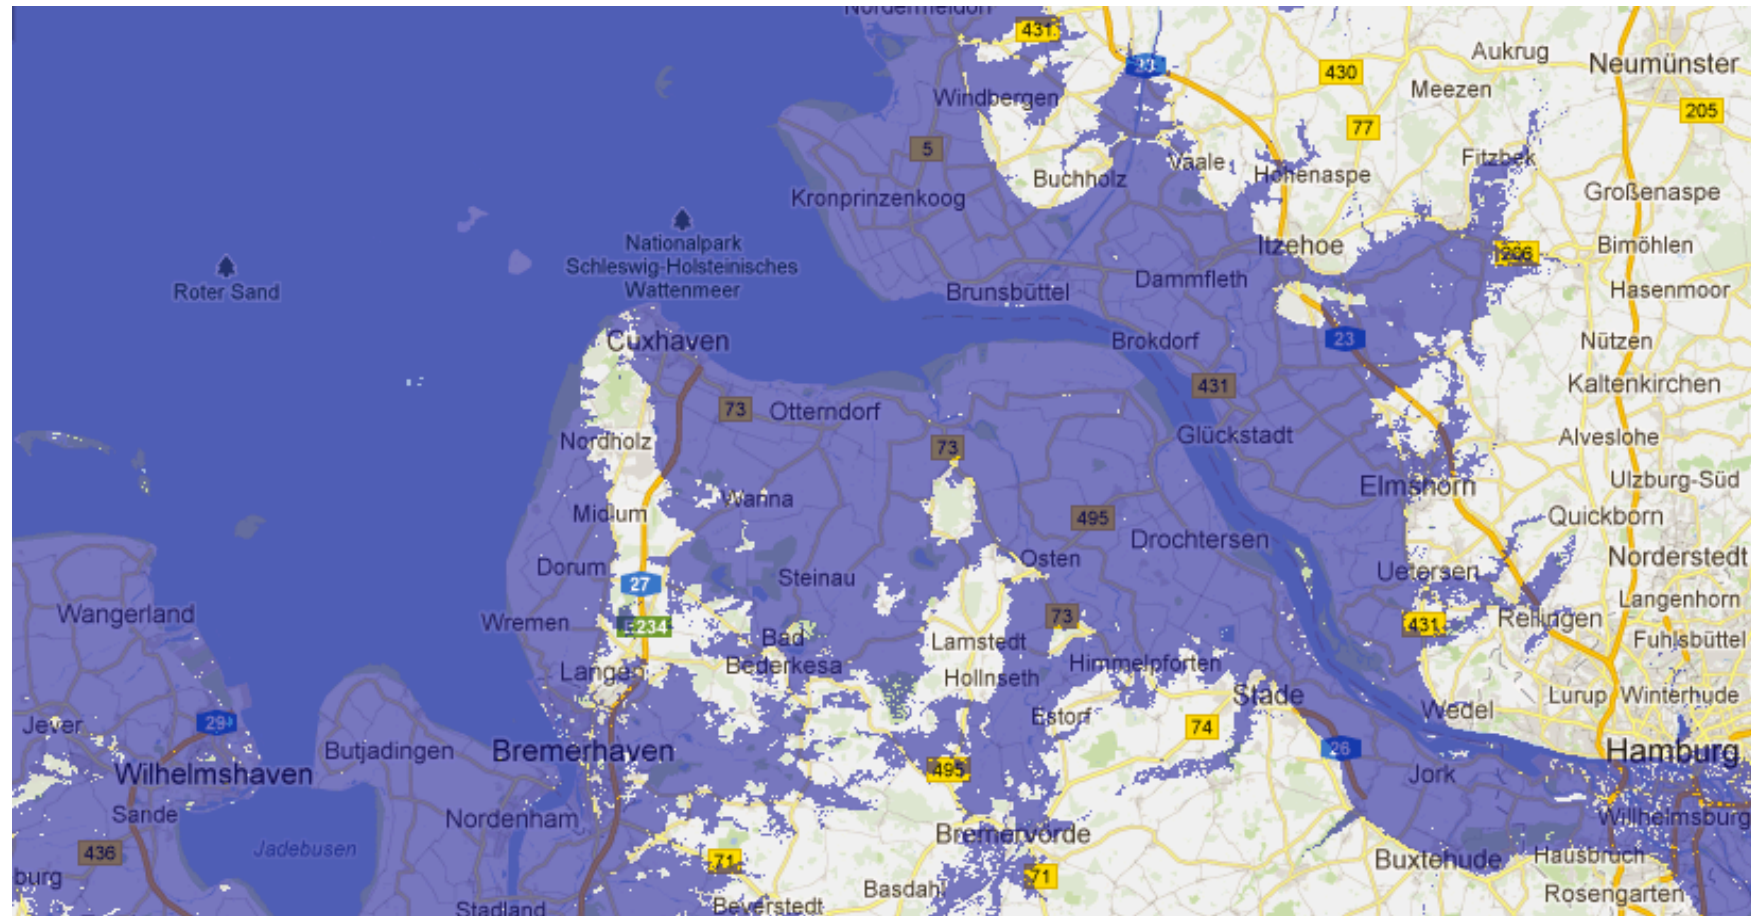 Nordermeldorf
431
Aukrug
Neumünster
23
430
Meezen
Windbergen
205
77
5
Vaale
Fitzbek
Buchholz
Hohenaspe
Großenaspe
Kronprinzenkoog
Nationalpark
Schleswig-Holsteinisches
Wattenmeer
Itzehoe
206
Bimöhlen
Roter Sand
Brunsbüttel
Dammfleth
Hasenmoor
Cuxhaven
Brokdorf
23
Nützen
431
Kaltenkirchen
73
Otterndorf
Nordholz
73
Glückstadt
Alveslohe
Wanna
Elmshorn
Ulzburg-Süd
Midlum
495
Quickborn
Drochtersen
Dorum
Steinau
Osten
Norderstedt
27
Uetersen
Wangerland
Langenhorn
Wremen
234
73
431
Rellingen
Bad
Bederkesa
Lamstedt
Fuhlsbüttel
Langen
Hollnseth
Himmelpforten
Stade
Lurup
Winterhude
Jever
29
Estorf
74
Wedel
Butjadingen
Bremerhaven
26
Hamburg
Wilhelmshaven
495
Jork
Sande
Nordenham
Bremervörde
Willhelmsburg
436
Jadebusen
71
Buxtehude
Hausbruch
burg
71
Basdahl
Rosengarten
Stadland
Beverstedt